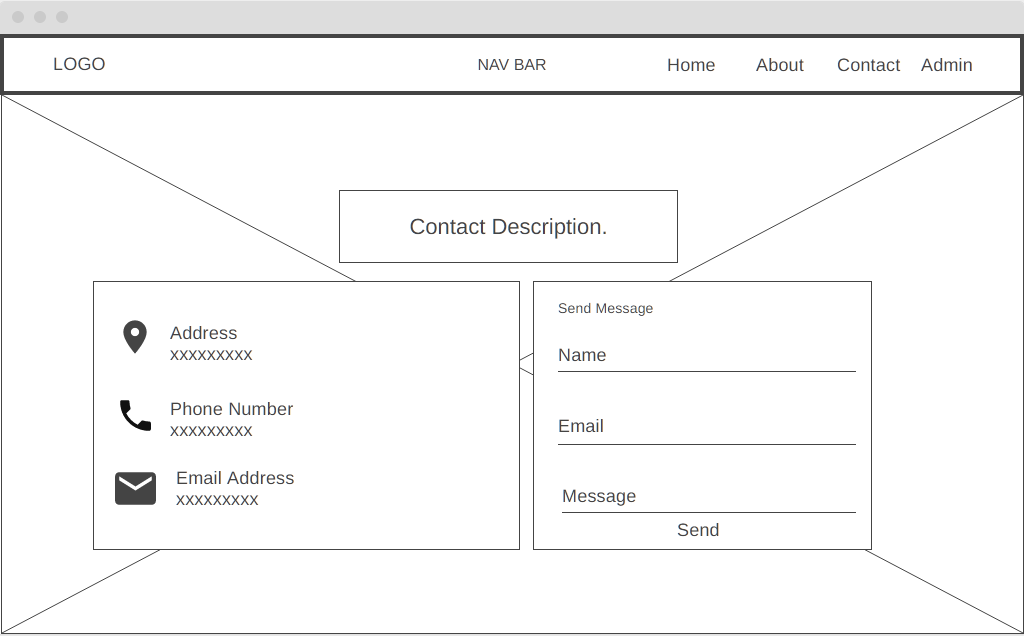 LOGO
NAV BAR
Home
About
Contact
Admin
Contact Description.
Address
xxxxxxxxx
Phone Number
xxxxxxxxx
Email Address
xxxxxxxxx
Send Message
Name
Email
Message
Send